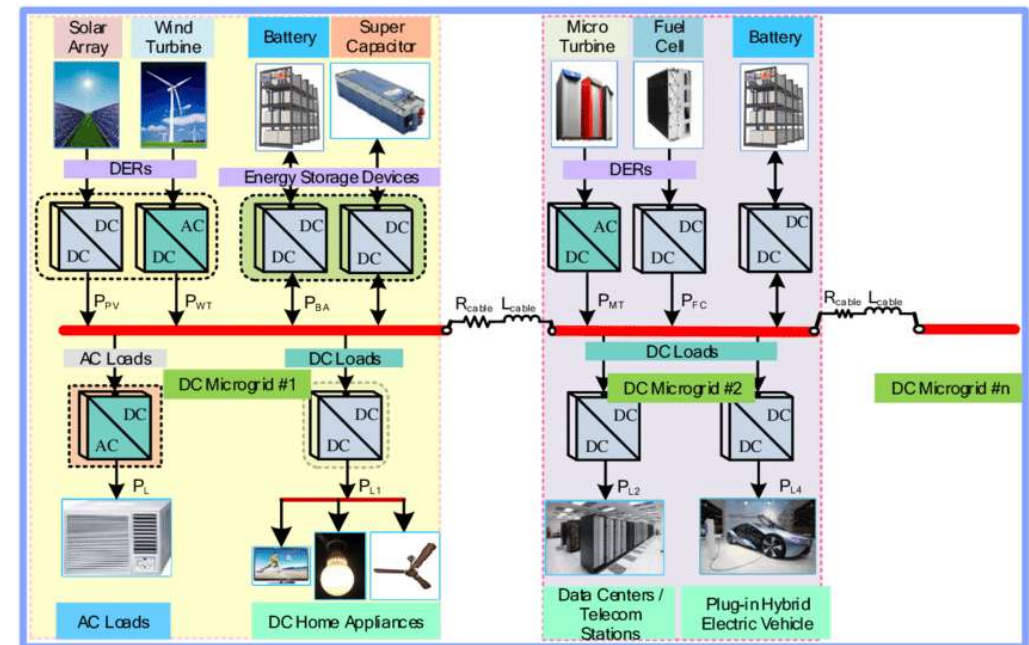 Solar
Array
Wind
Turbine
Battery
Super
Capacitor
Micro
Turbine
Fuel
Cell
Battery
DERs
Energy Storage Devices
DERs
DC
DC
AC
DC
DC
DC
DC
DC
AC
DC
DC
DC
DC
DC
PPV
PWT
PBA
Rcable
Lcable
PMT
PFC
Rcable
Lcable
AC Loads
DC Loads
DC Loads
DC Microgrid #1
DC Microgrid #2
DC Microgrid #n
DC
AC
DC
DC
DC
DC
DC
DC
PL
PL1
PL2
PL4
AC Loads
DC Home Appliances
Data Centers /
Telecom
Stations
Plug-in Hybrid
Electric Vehicle